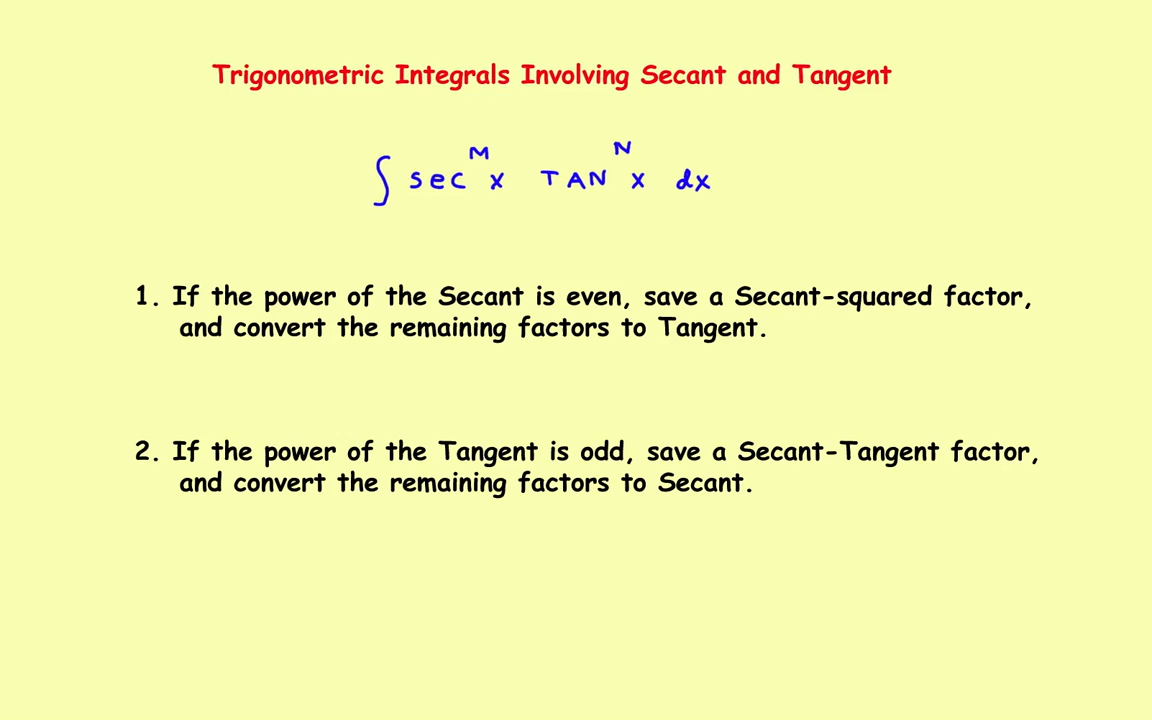 Trigonometric Integrals Involving Secant and Tangent
∫ sec^M x TAN^N x dx
1. If the power of the Secant is even, save a Secant-squared factor,
and convert the remaining factors to Tangent.
2. If the power of the Tangent is odd, save a Secant-Tangent factor,
and convert the remaining factors to Secant.